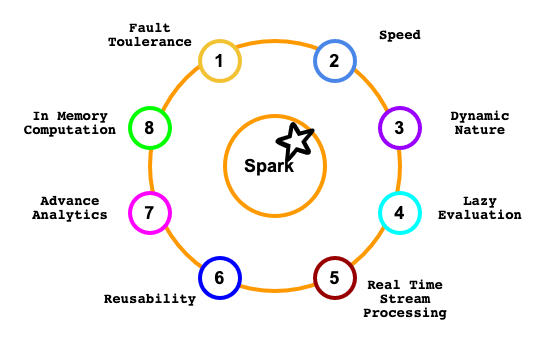 Fault
Toulerance
1
2
Speed
In Memory
Computation
8
3
Dynamic
Nature
Spark
Advance
Analytics
7
4
Lazy
Evaluation
Reusability
6
5
Real Time
Stream
Processing